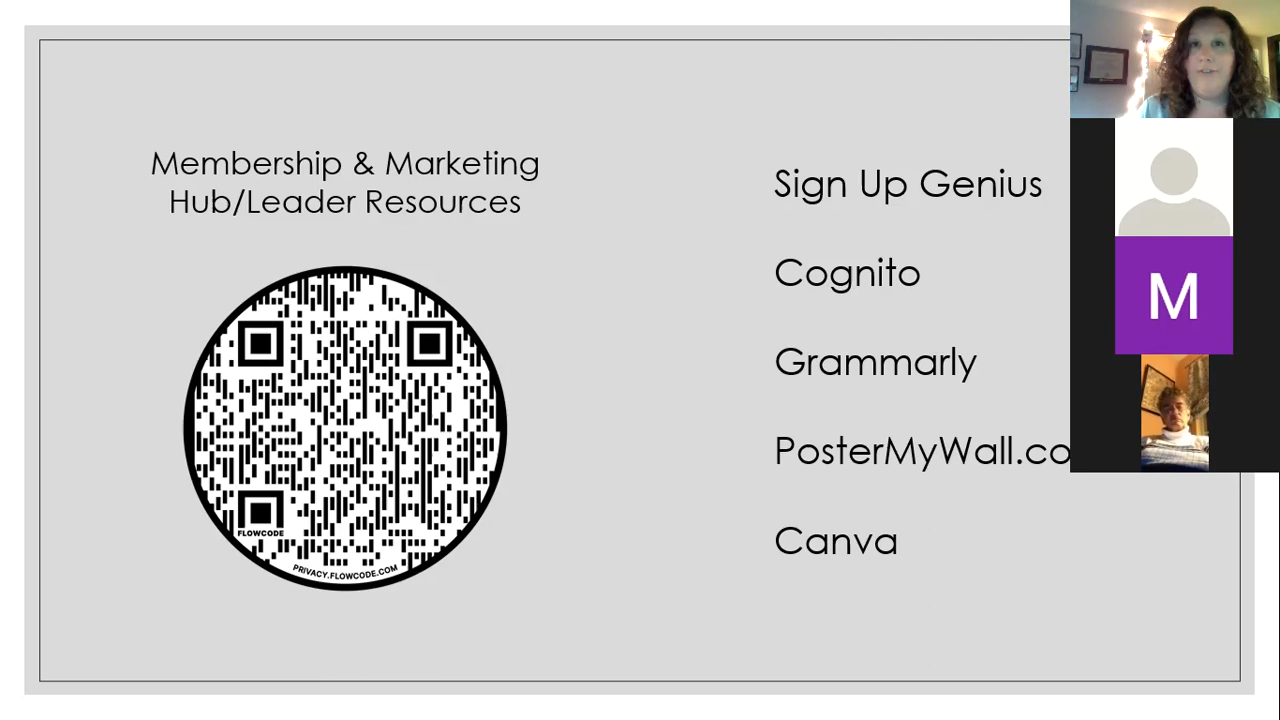 Membership & Marketing
Hub/Leader Resources
FLOWCODE
PRIVACY.FLOWCODE.COM
Sign Up Genius
Cognito
Grammarly
PosterMyWall.co
Canva
M